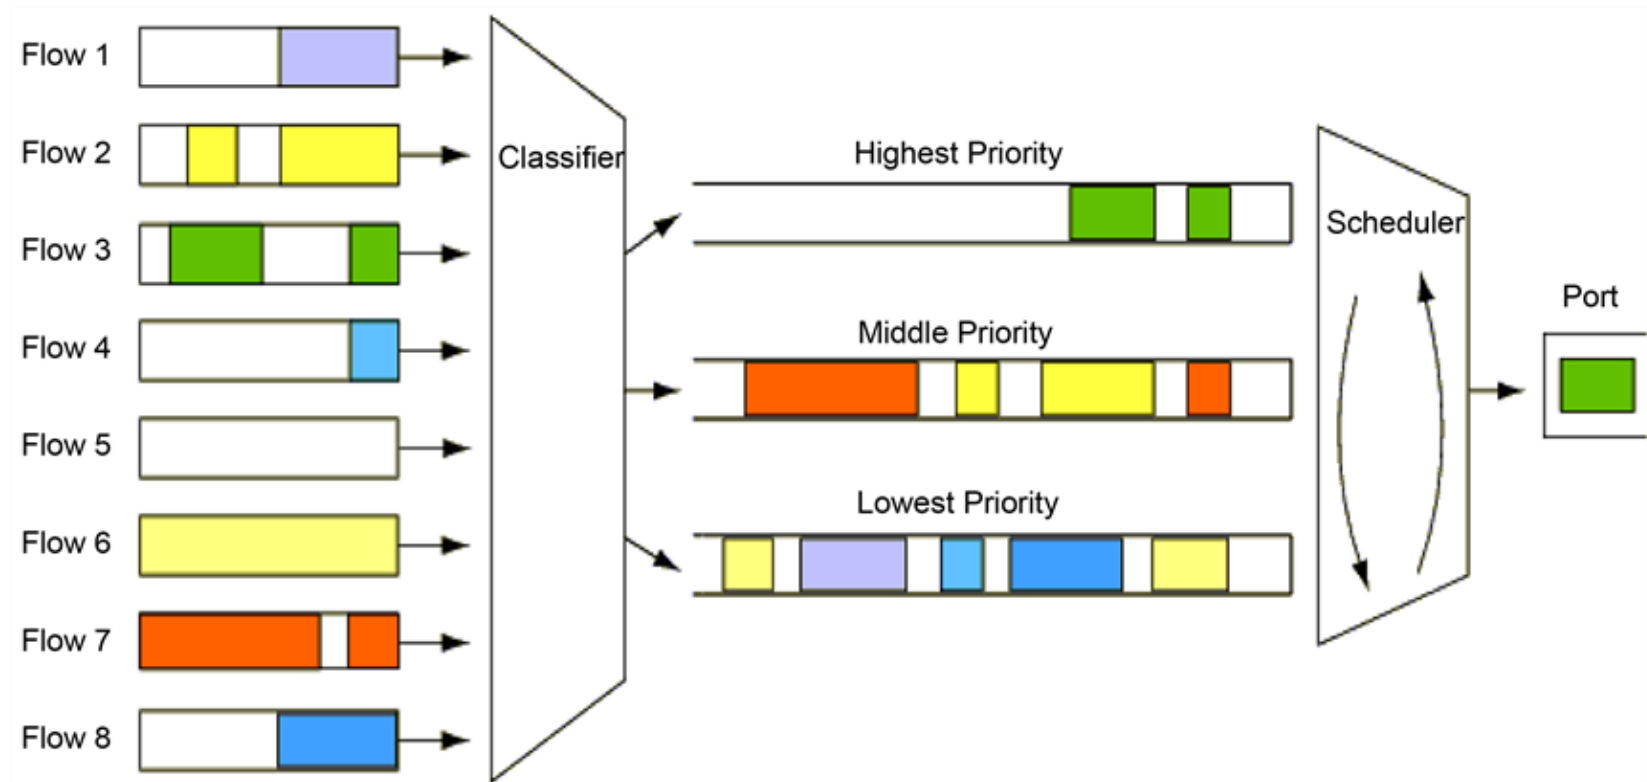 Flow 1
Flow 2
Flow 3
Flow 4
Flow 5
Flow 6
Flow 7
Flow 8
Classifier
Highest Priority
Middle Priority
Lowest Priority
Scheduler
Port